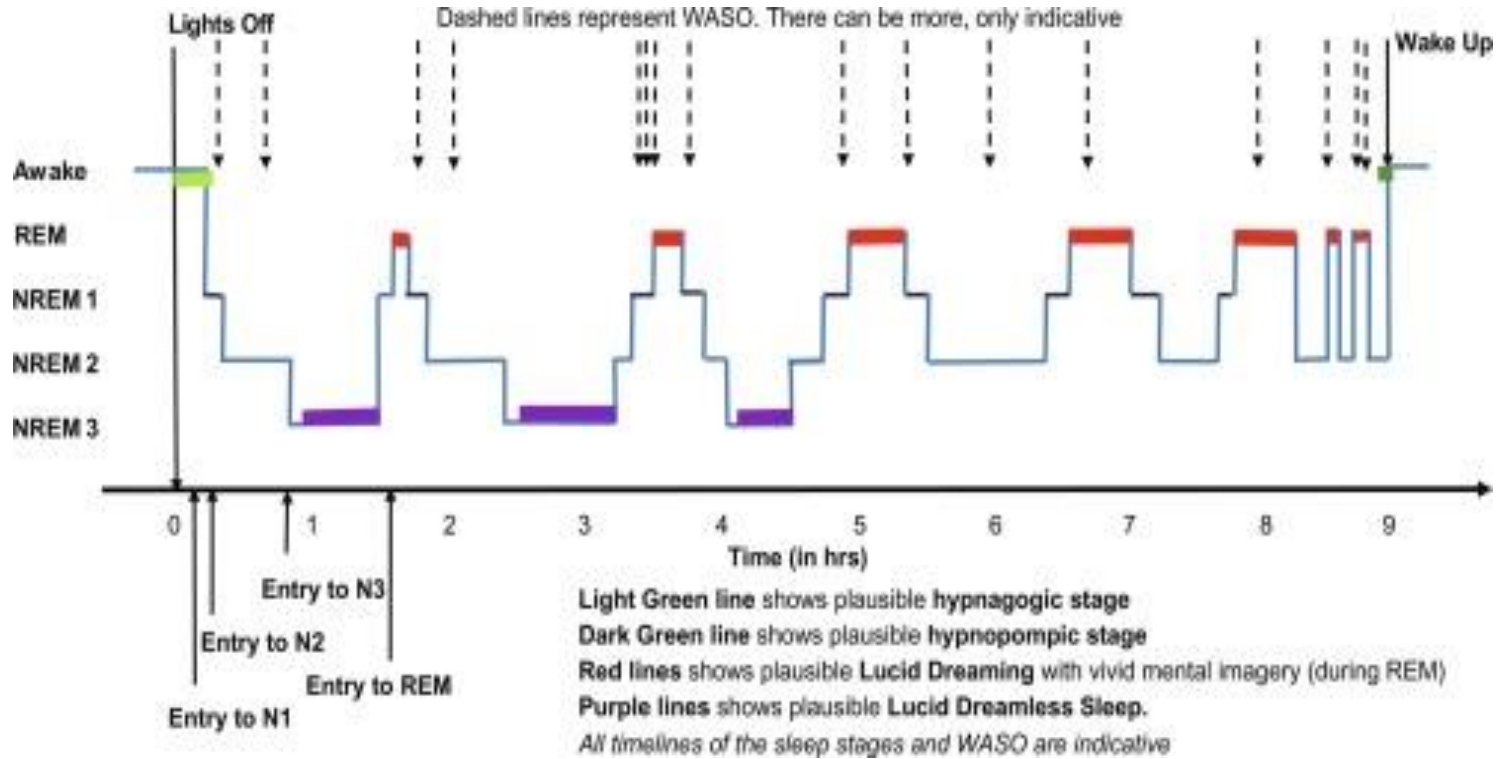 Dashed lines represent WASO. There can be more, only indicative
Lights Off
Wake Up
Awake
REM
NREM 1
NREM 2
NREM 3
0 1 2 3 4 5 6 7 8 9
Time (in hrs)
Entry to N3
Entry to N2
Entry to REM
Entry to N1
Light Green line shows plausible hypnagogic stage
Dark Green line shows plausible hypnopompic stage
Red lines shows plausible Lucid Dreaming with vivid mental imagery (during REM)
Purple lines shows plausible Lucid Dreamless Sleep.
All timelines of the sleep stages and WASO are indicative